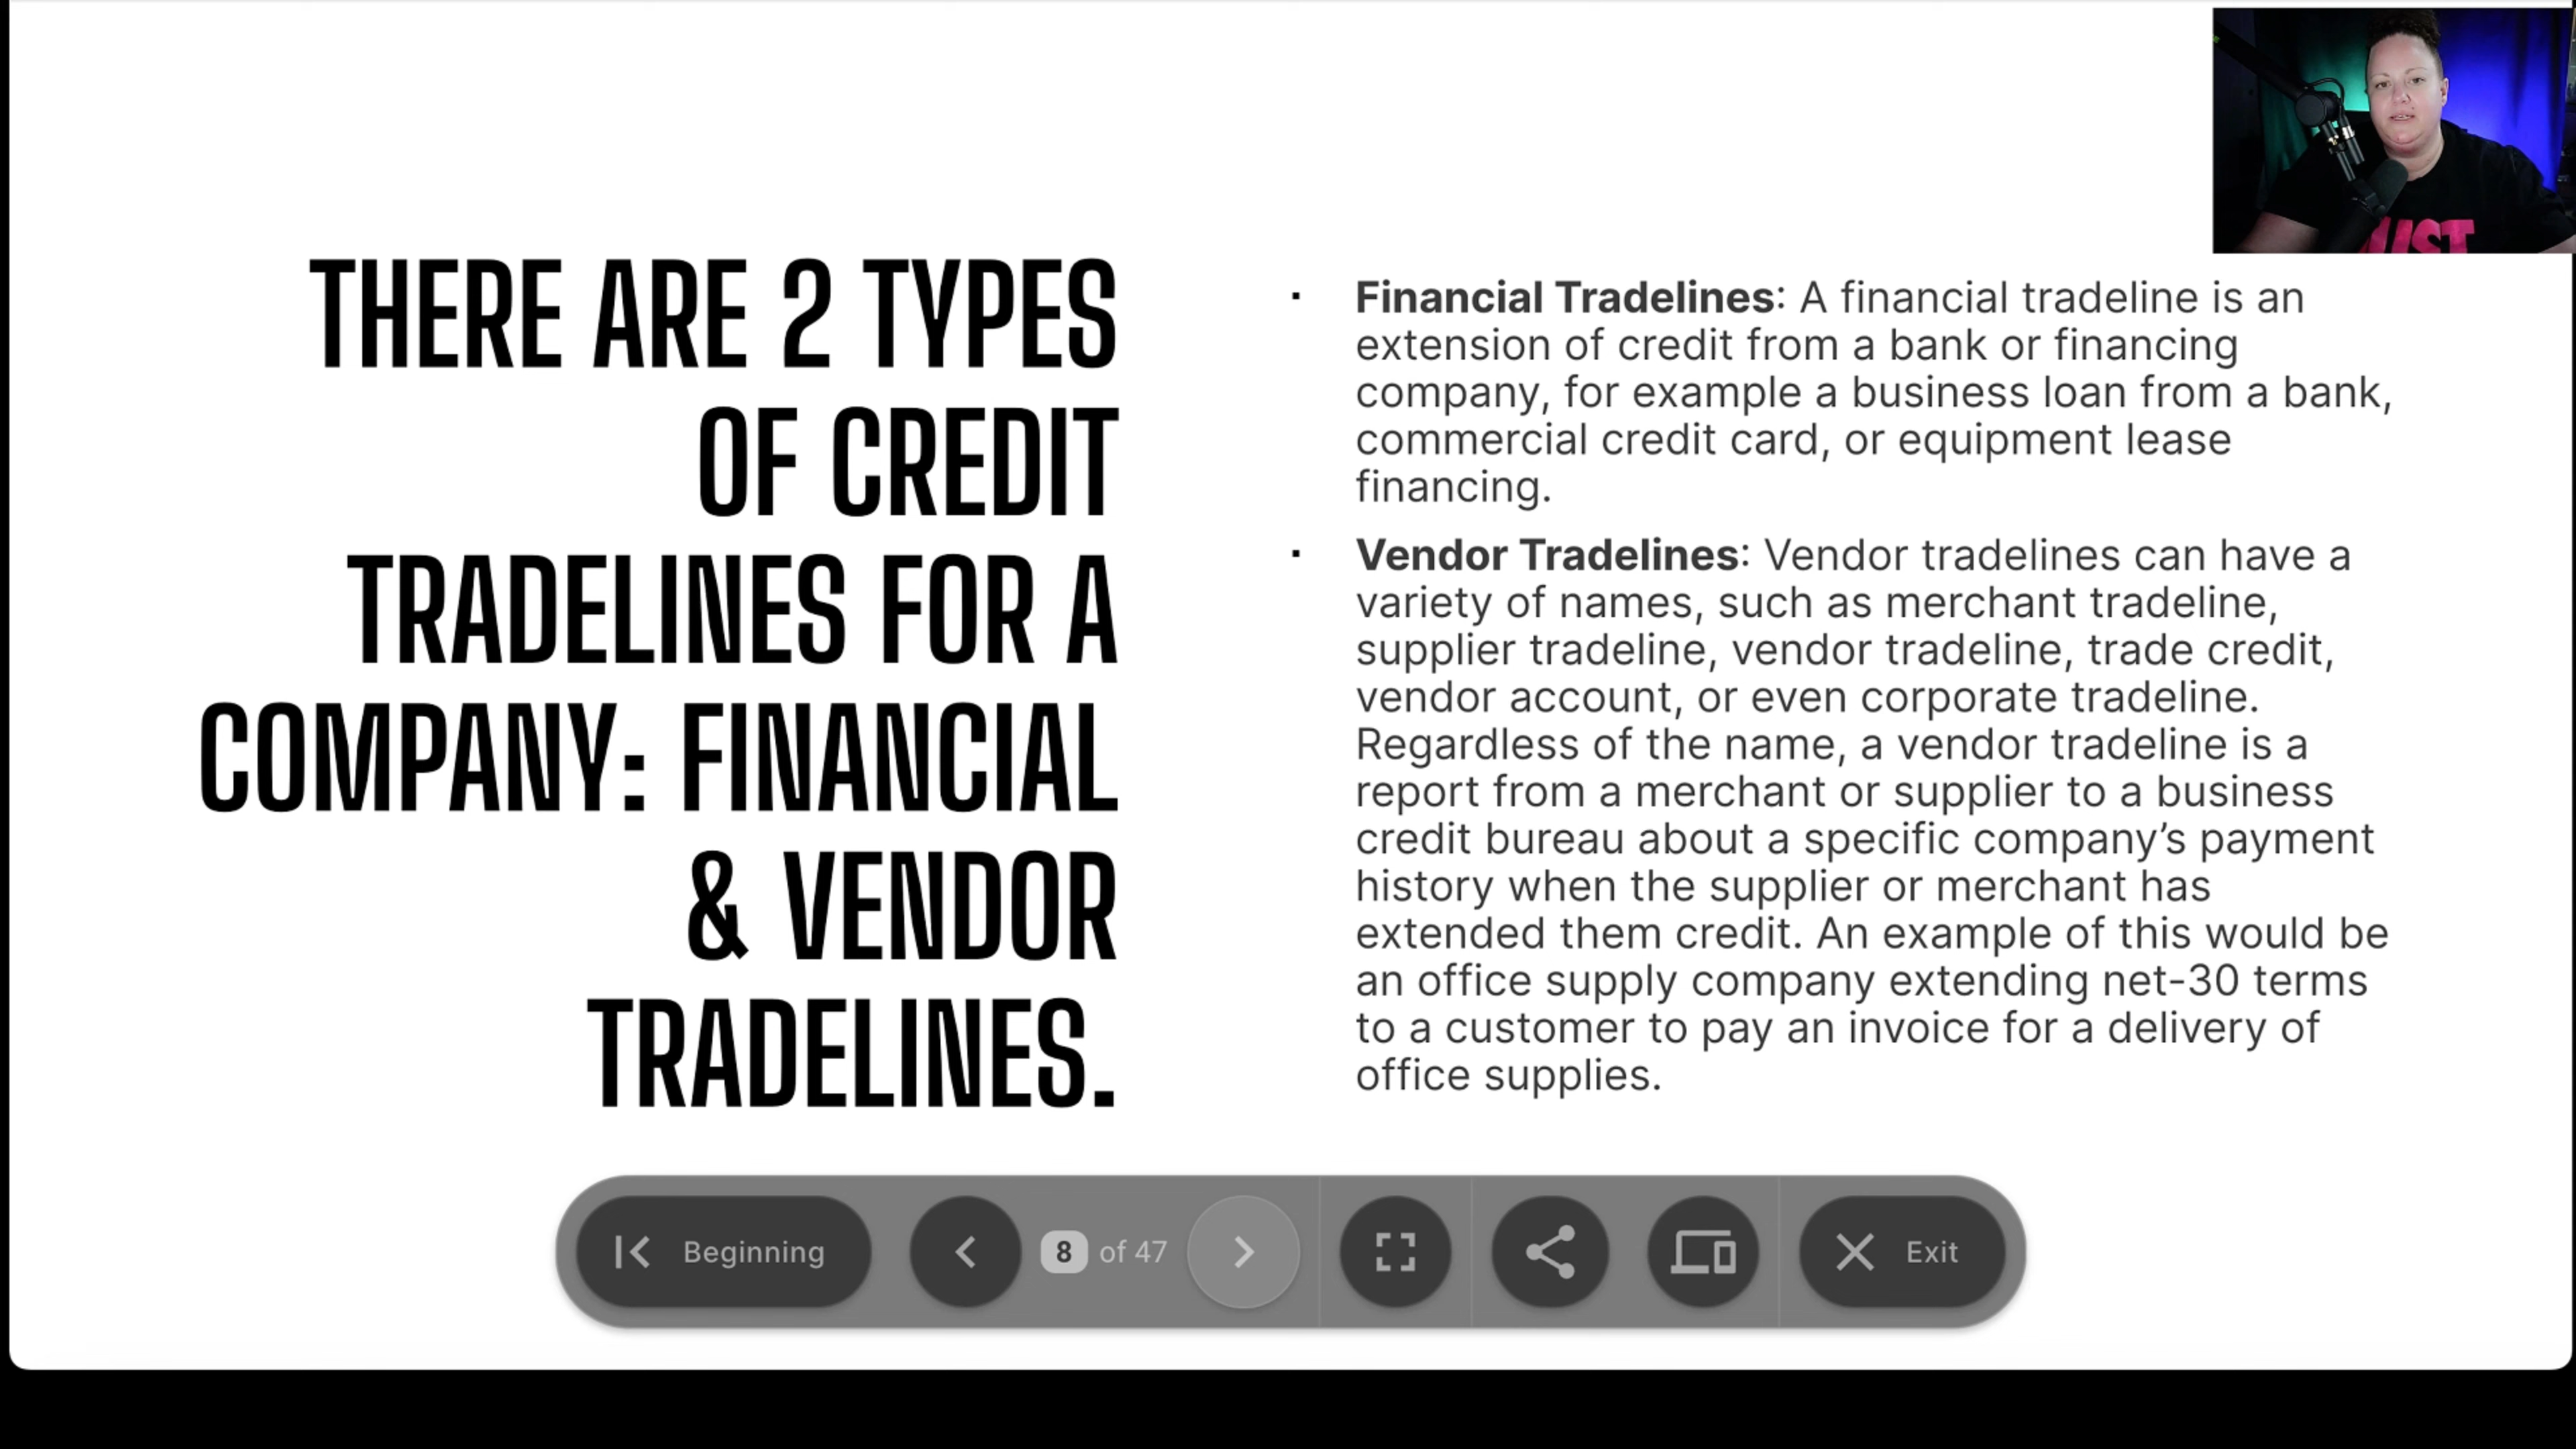 THERE ARE 2 TYPES
OF CREDIT
TRADELINES FOR A
COMPANY: FINANCIAL
& VENDOR
TRADELINES.
· Financial Tradelines: A financial tradeline is an
extension of credit from a bank or financing
company, for example a business loan from a bank,
commercial credit card, or equipment lease
financing.
· Vendor Tradelines: Vendor tradelines can have a
variety of names, such as merchant tradeline,
supplier tradeline, vendor tradeline, trade credit,
vendor account, or even corporate tradeline.
Regardless of the name, a vendor tradeline is a
report from a merchant or supplier to a business
credit bureau about a specific company’s payment
history when the supplier or merchant has
extended them credit. An example of this would be
an office supply company extending net-30 terms
to a customer to pay an invoice for a delivery of
office supplies.
Beginning
8 of 47
Exit